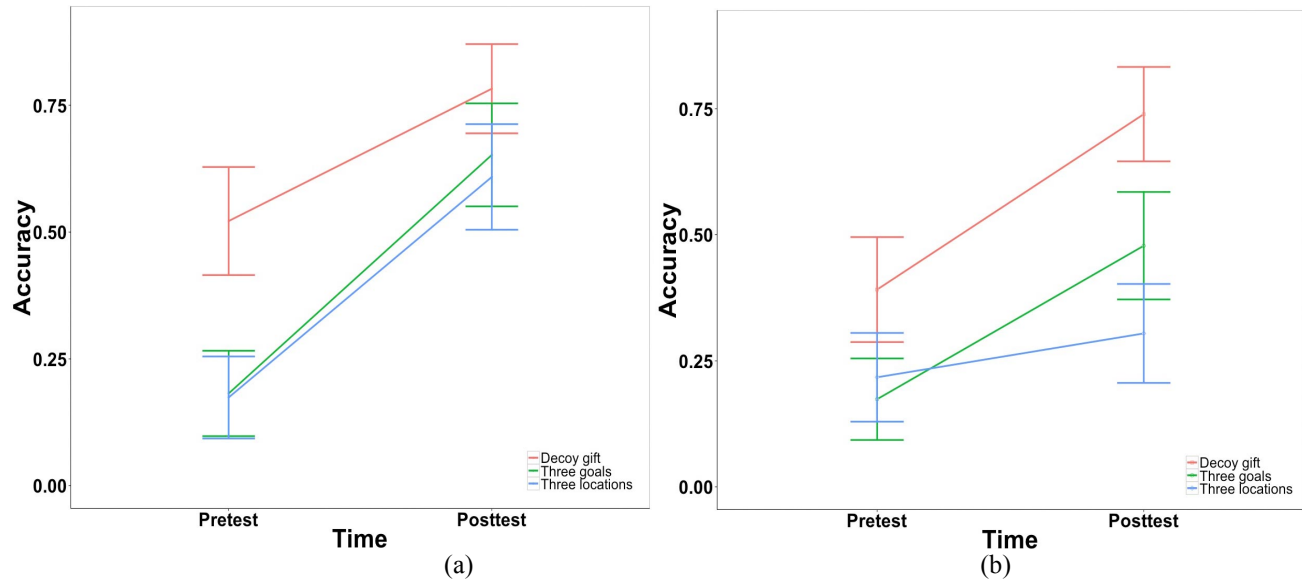 Accuracy
0.75
0.50
0.25
0.00
Decoy gift
Three goals
Three locations
Pretest
Posttest
Time
(a)
Accuracy
0.75
0.50
0.25
0.00
Decoy gift
Three goals
Three locations
Pretest
Posttest
Time
(b)